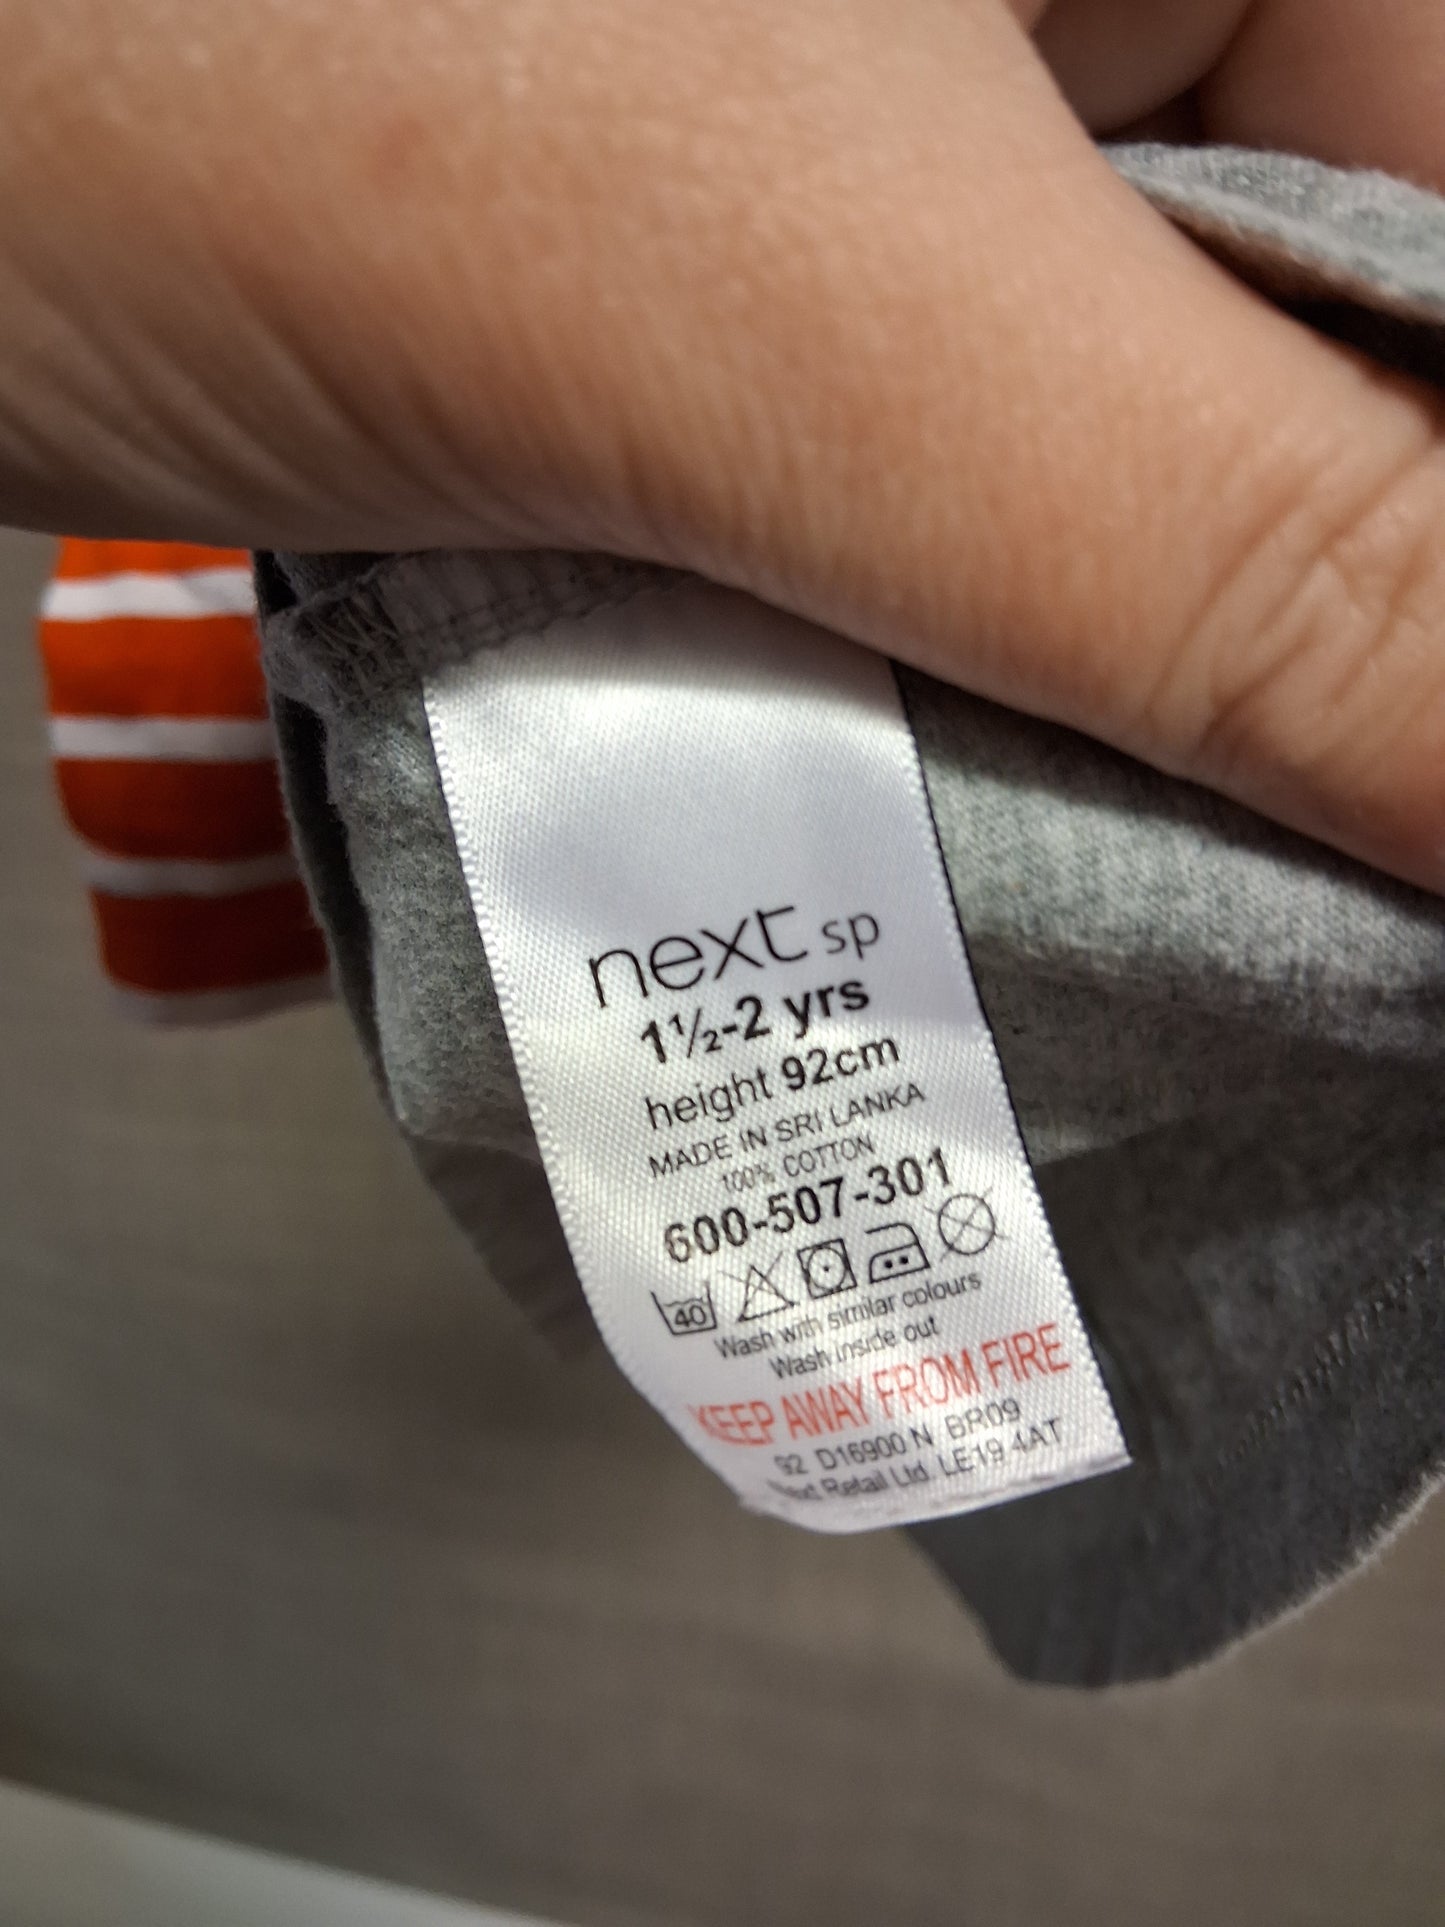 next sp
1½-2 yrs
height 92cm
MADE IN SRI LANKA
100% COTTON
600-507-301
40
Wash with similar colours
Wash inside out
KEEP AWAY FROM FIRE
92 D16900 N BR09
Next Retail Ltd. LE19 4AT